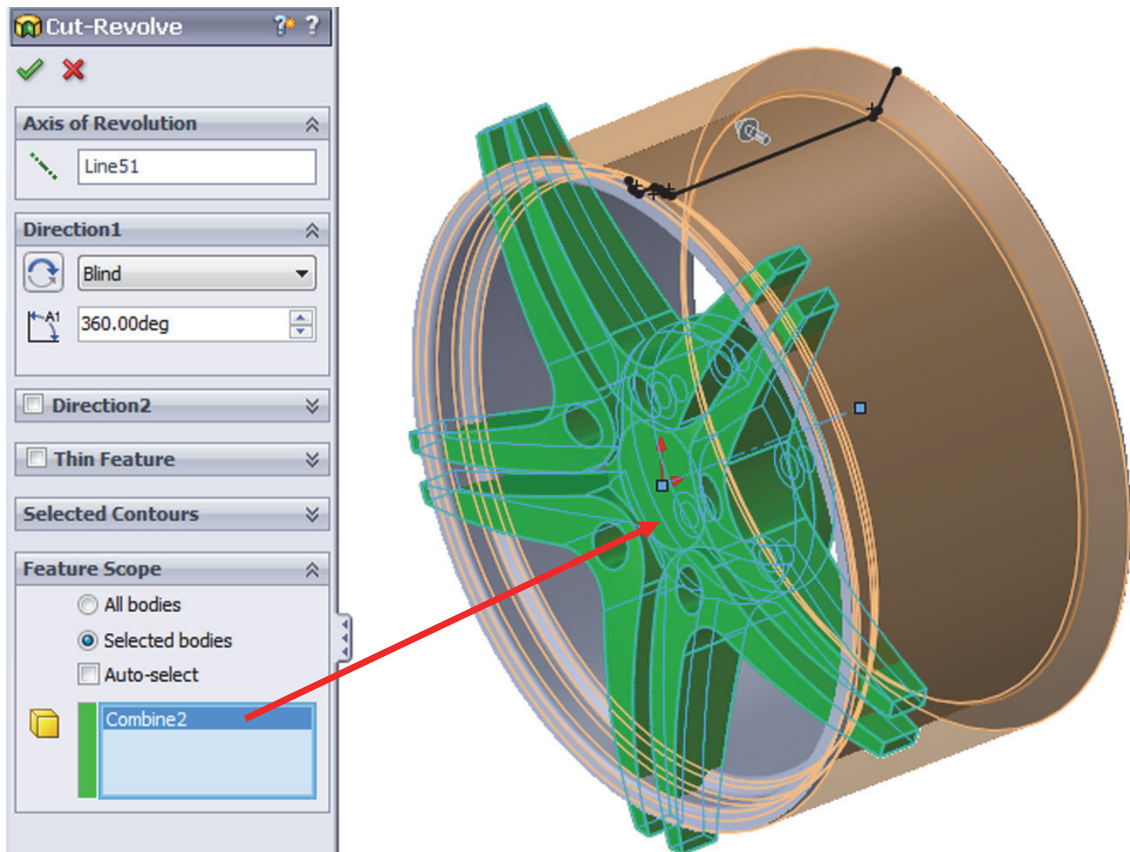 Cut-Revolve ? ?
Axis of Revolution
Line51
Direction1
Blind
A1
360.00deg
Direction2
Thin Feature
Selected Contours
Feature Scope
All bodies
Selected bodies
Auto-select
Combine2